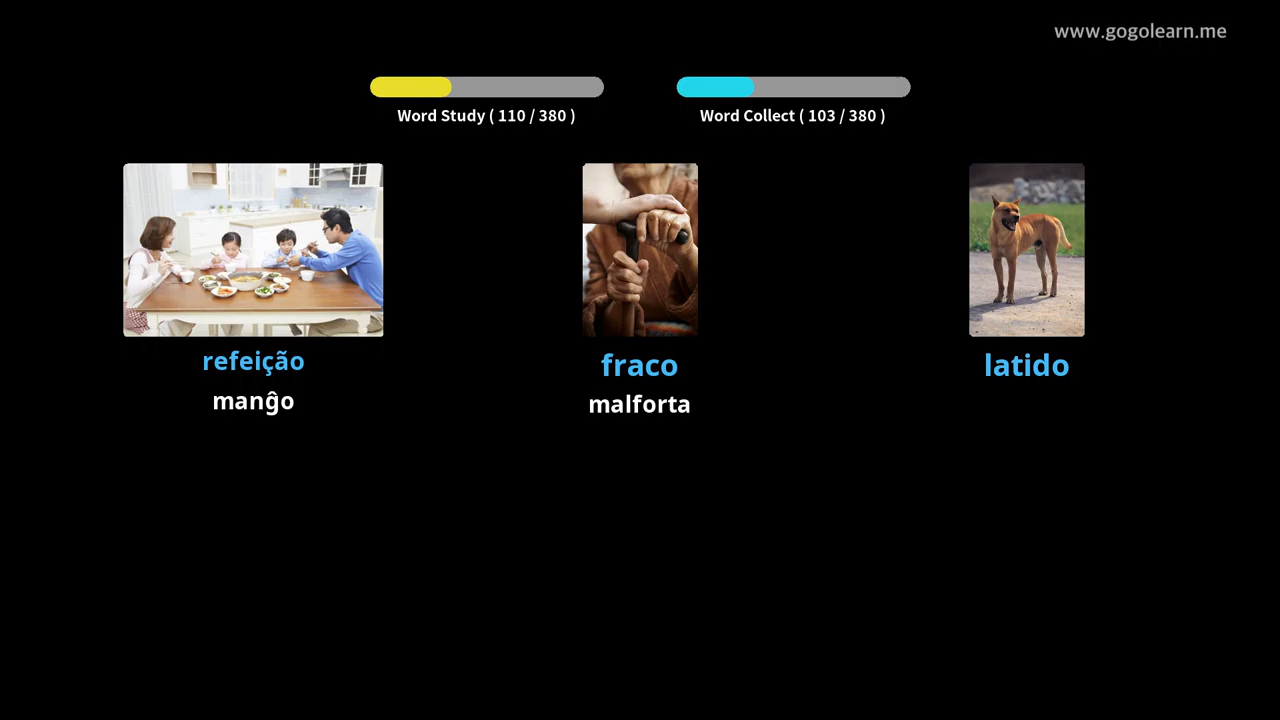 www.gogolearn.me
Word Study ( 110 / 380 )
Word Collect ( 103 / 380 )
refeição
manĝo
fraco
malforta
latido